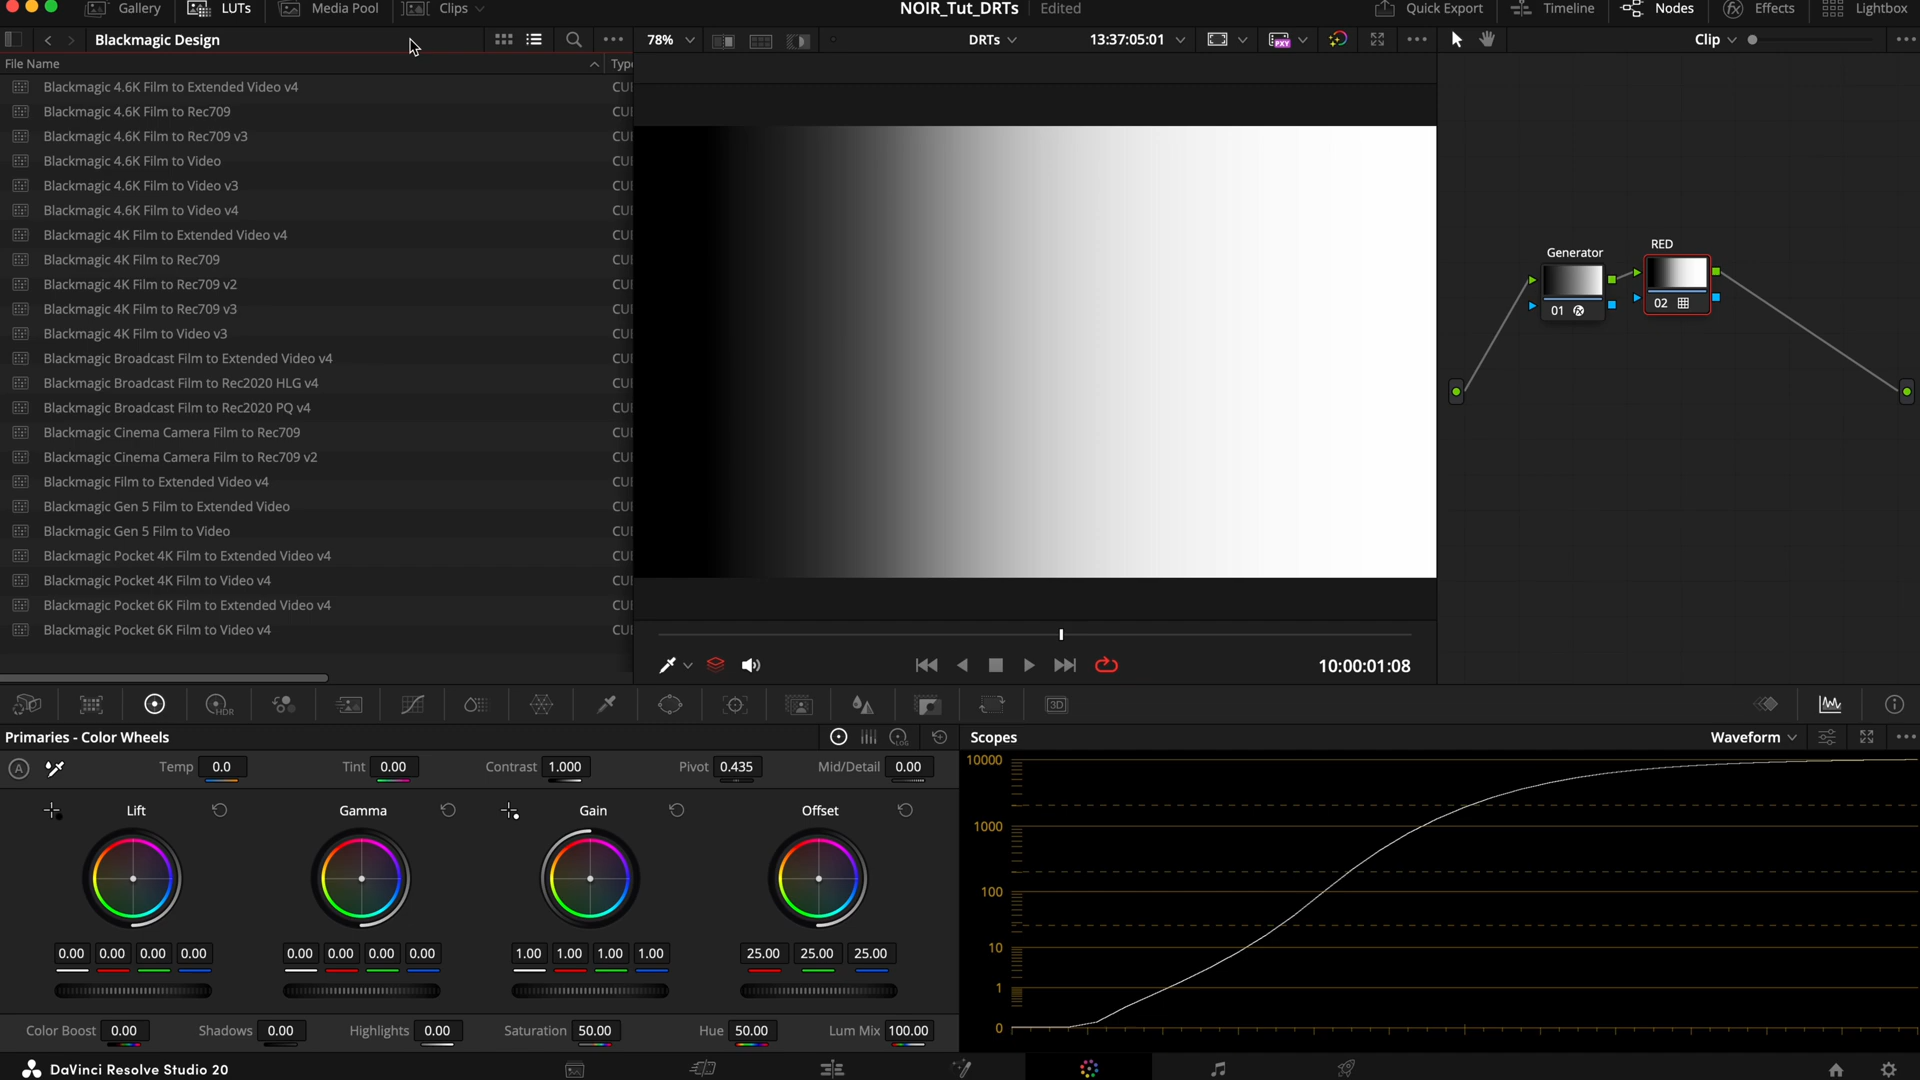 Gallery LUTs Media Pool Clips NOIR_Tut_DRTs Edited Quick Export Timeline Nodes Effects Lightbox
Blackmagic Design 78% DRTs 13:37:05:01 PXY Clip
File Name
Blackmagic 4.6K Film to Extended Video v4
Blackmagic 4.6K Film to Rec709
Blackmagic 4.6K Film to Rec709 v3
Blackmagic 4.6K Film to Video
Blackmagic 4.6K Film to Video v3
Blackmagic 4.6K Film to Video v4
Blackmagic 4K Film to Extended Video v4
Blackmagic 4K Film to Rec709
Blackmagic 4K Film to Rec709 v2
Blackmagic 4K Film to Rec709 v3
Blackmagic 4K Film to Video v3
Blackmagic Broadcast Film to Extended Video v4
Blackmagic Broadcast Film to Rec2020 HLG v4
Blackmagic Broadcast Film to Rec2020 PQ v4
Blackmagic Cinema Camera Film to Rec709
Blackmagic Cinema Camera Film to Rec709 v2
Blackmagic Film to Extended Video v4
Blackmagic Gen 5 Film to Extended Video
Blackmagic Gen 5 Film to Video
Blackmagic Pocket 4K Film to Extended Video v4
Blackmagic Pocket 4K Film to Video v4
Blackmagic Pocket 6K Film to Extended Video v4
Blackmagic Pocket 6K Film to Video v4
Generator RED
01 02
10:00:01:08
HDR 3D
Primaries - Color Wheels LOG
A Temp 0.0 Tint 0.00 Contrast 1.000 Pivot 0.435 Mid/Detail 0.00
Lift Gamma Gain Offset
0.00 0.00 0.00 0.00 0.00 0.00 0.00 0.00 1.00 1.00 1.00 1.00 25.00 25.00 25.00
Color Boost 0.00 Shadows 0.00 Highlights 0.00 Saturation 50.00 Hue 50.00 Lum Mix 100.00
Scopes Waveform
10000
1000
100
10
1
0
DaVinci Resolve Studio 20